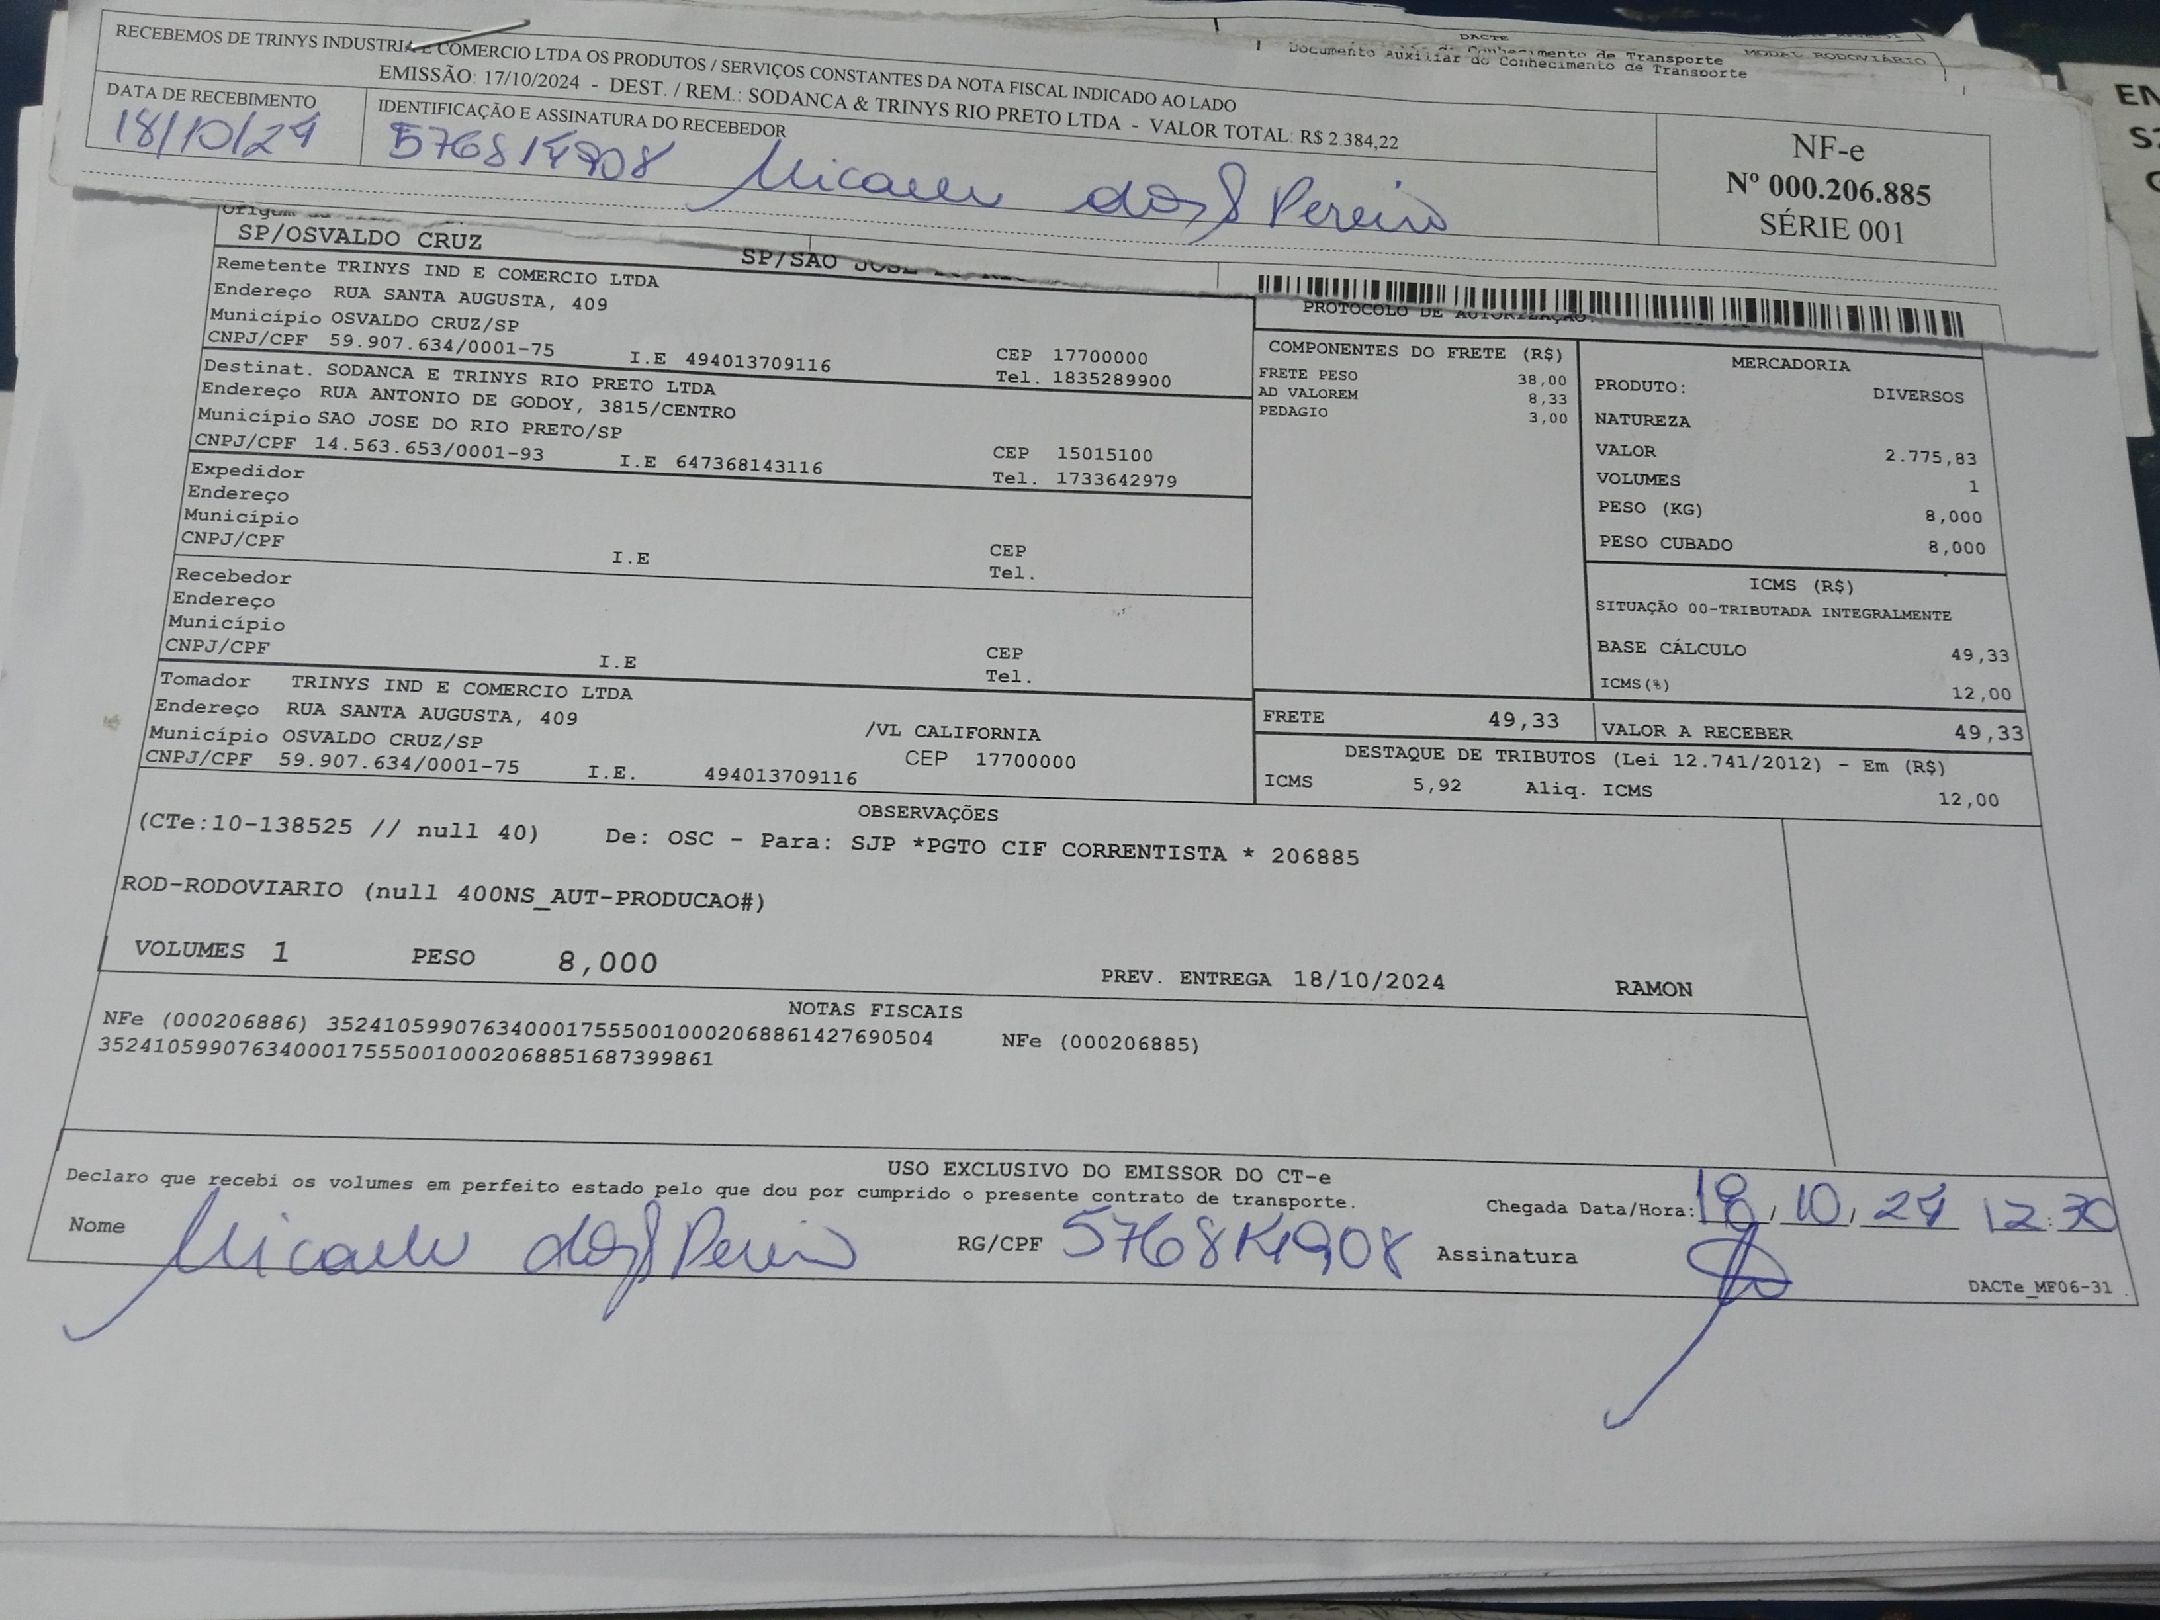 DACTE
Documento Auxiliar do Conhecimento de Transporte
MODAL RODOVIÁRIO
RECEBEMOS DE TRINYS INDUSTRIA E COMERCIO LTDA OS PRODUTOS / SERVIÇOS CONSTANTES DA NOTA FISCAL INDICADO AO LADO
EMISSÃO: 17/10/2024 - DEST. / REM.: SODANCA & TRINYS RIO PRETO LTDA - VALOR TOTAL: R$ 2.384,22
DATA DE RECEBIMENTO
18/10/24
IDENTIFICAÇÃO E ASSINATURA DO RECEBEDOR
NF-e
Nº 000.206.885
SÉRIE 001
SP/OSVALDO CRUZ
SP/SAO JOSE
Remetente TRINYS IND E COMERCIO LTDA
Endereço RUA SANTA AUGUSTA, 409
Município OSVALDO CRUZ/SP
CNPJ/CPF 59.907.634/0001-75 I.E 494013709116
CEP 17700000
Tel. 1835289900
Destinat. SODANCA E TRINYS RIO PRETO LTDA
Endereço RUA ANTONIO DE GODOY, 3815/CENTRO
Município SAO JOSE DO RIO PRETO/SP
CNPJ/CPF 14.563.653/0001-93 I.E 647368143116
CEP 15015100
Tel. 1733642979
Expedidor
Endereço
Município
CNPJ/CPF I.E
CEP
Tel.
Recebedor
Endereço
Município
CNPJ/CPF I.E
CEP
Tel.
Tomador TRINYS IND E COMERCIO LTDA
Endereço RUA SANTA AUGUSTA, 409 /VL CALIFORNIA
Município OSVALDO CRUZ/SP CEP 17700000
CNPJ/CPF 59.907.634/0001-75 I.E. 494013709116
PROTOCOLO DE AUTORIZAÇÃO:
COMPONENTES DO FRETE (R$)
FRETE PESO 38,00
AD VALOREM 8,33
PEDAGIO 3,00
MERCADORIA
PRODUTO: DIVERSOS
NATUREZA
VALOR 2.775,83
VOLUMES 1
PESO (KG) 8,000
PESO CUBADO 8,000
ICMS (R$)
SITUAÇÃO 00-TRIBUTADA INTEGRALMENTE
BASE CÁLCULO 49,33
ICMS(%) 12,00
FRETE 49,33 VALOR A RECEBER 49,33
DESTAQUE DE TRIBUTOS (Lei 12.741/2012) - Em (R$)
ICMS 5,92 Aliq. ICMS 12,00
OBSERVAÇÕES
(CTe:10-138525 // null 40) De: OSC - Para: SJP *PGTO CIF CORRENTISTA * 206885
ROD-RODOVIARIO (null 400NS_AUT-PRODUCAO#)
VOLUMES 1 PESO 8,000 PREV. ENTREGA 18/10/2024 RAMON
NOTAS FISCAIS
NFe (000206886) 35241059907634000175550010002068861427690504 NFe (000206885)
35241059907634000175550010002068851687399861
USO EXCLUSIVO DO EMISSOR DO CT-e
Declaro que recebi os volumes em perfeito estado pelo que dou por cumprido o presente contrato de transporte.
Chegada Data/Hora: 18, 10, 24 12:30
Nome
RG/CPF
Assinatura
DACTe_MF06-31